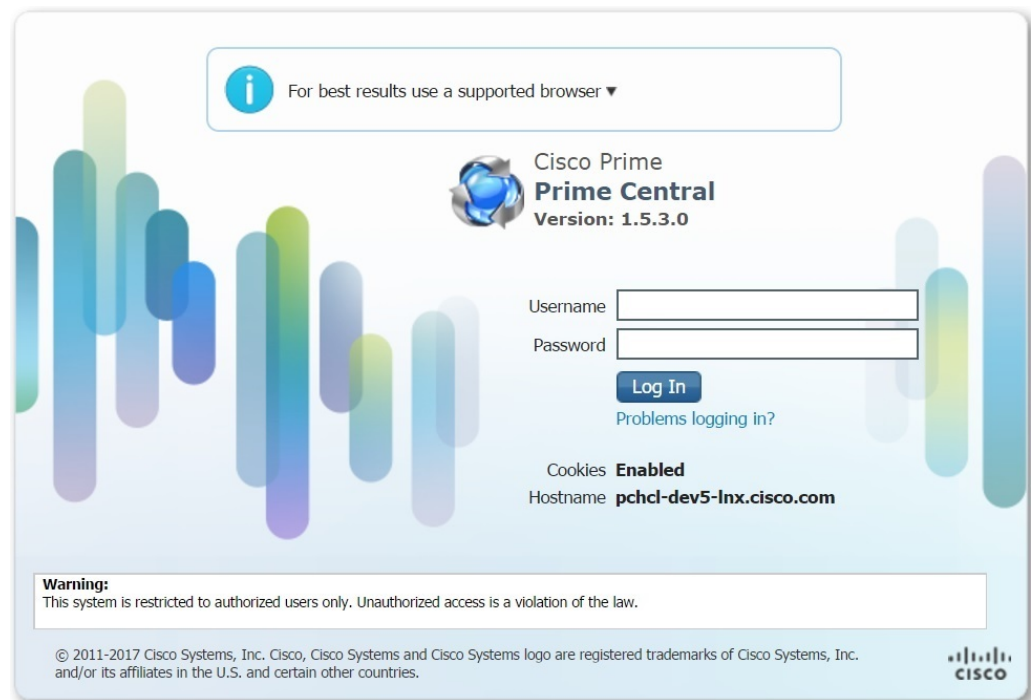 For best results use a supported browser ▼
Cisco Prime
Prime Central
Version: 1.5.3.0
Username
Password
Log In
Problems logging in?
Cookies Enabled
Hostname pchcl-dev5-lnx.cisco.com
Warning:
This system is restricted to authorized users only. Unauthorized access is a violation of the law.
© 2011-2017 Cisco Systems, Inc. Cisco, Cisco Systems and Cisco Systems logo are registered trademarks of Cisco Systems, Inc.
and/or its affiliates in the U.S. and certain other countries.
CISCO